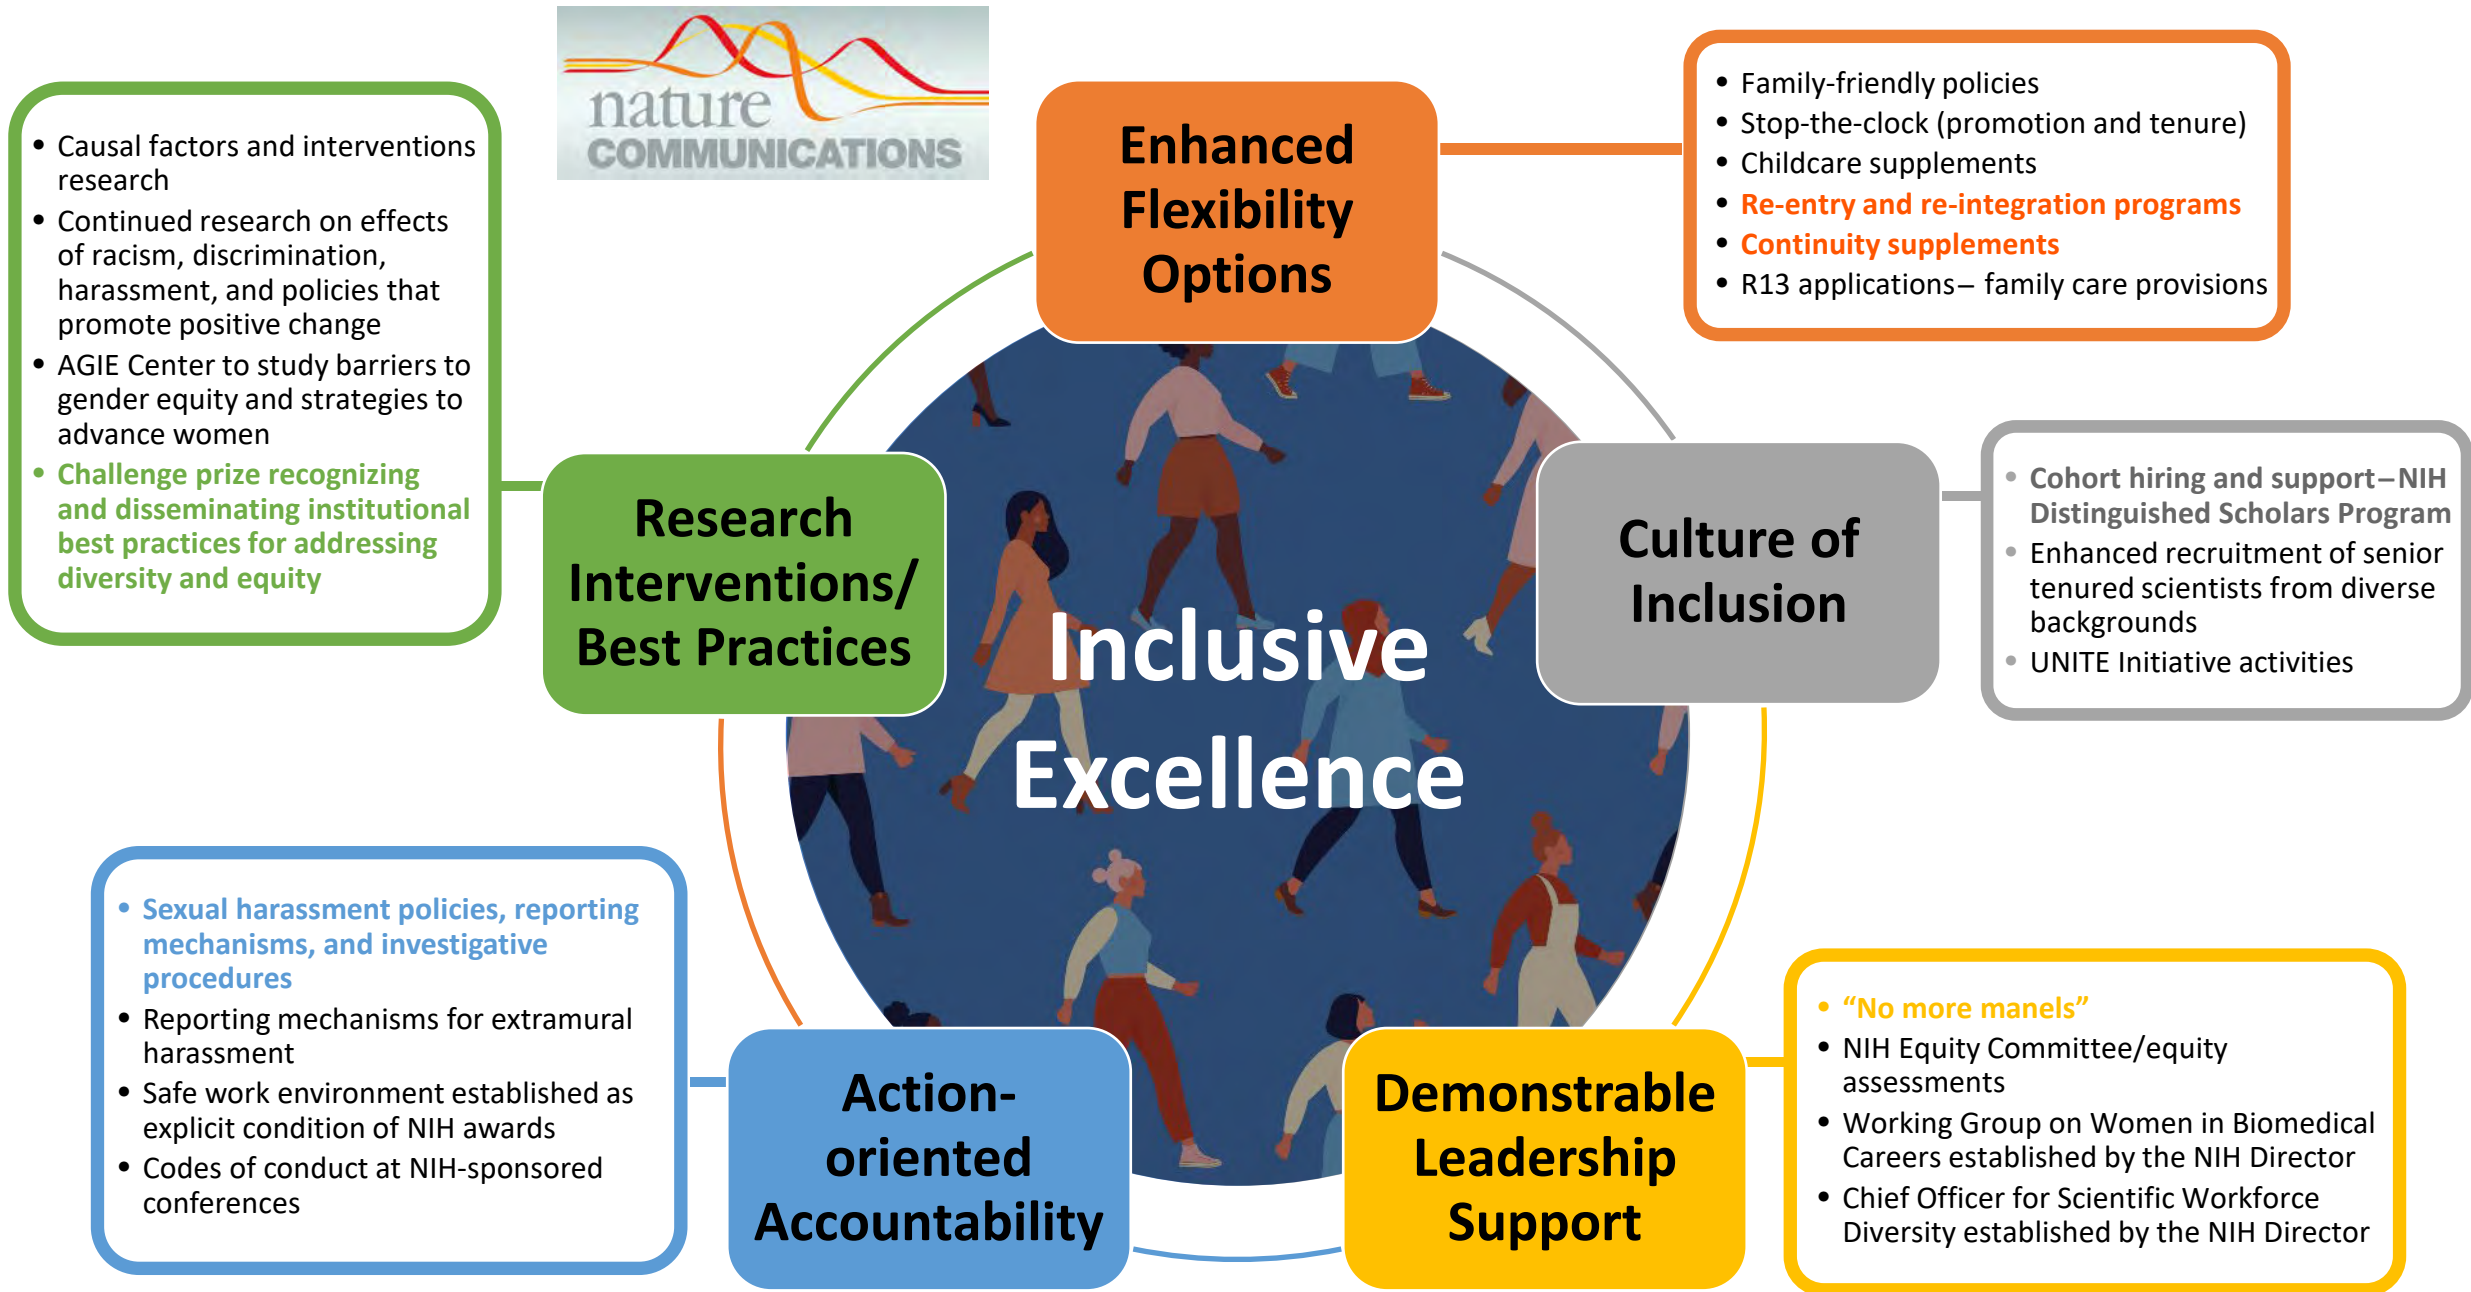 nature
COMMUNICATIONS
Enhanced
Flexibility
Options
• Family-friendly policies
• Stop-the-clock (promotion and tenure)
• Childcare supplements
• Re-entry and re-integration programs
• Continuity supplements
• R13 applications– family care provisions
• Causal factors and interventions
research
• Continued research on effects
of racism, discrimination,
harassment, and policies that
promote positive change
• AGIE Center to study barriers to
gender equity and strategies to
advance women
• Challenge prize recognizing
and disseminating institutional
best practices for addressing
diversity and equity
Research
Interventions/
Best Practices
Culture of
Inclusion
• Cohort hiring and support–NIH
Distinguished Scholars Program
• Enhanced recruitment of senior
tenured scientists from diverse
backgrounds
• UNITE Initiative activities
Inclusive
Excellence
• Sexual harassment policies, reporting
mechanisms, and investigative
procedures
• Reporting mechanisms for extramural
harassment
• Safe work environment established as
explicit condition of NIH awards
• Codes of conduct at NIH-sponsored
conferences
Action-
oriented
Accountability
Demonstrable
Leadership
Support
• “No more manels”
• NIH Equity Committee/equity
assessments
• Working Group on Women in Biomedical
Careers established by the NIH Director
• Chief Officer for Scientific Workforce
Diversity established by the NIH Director